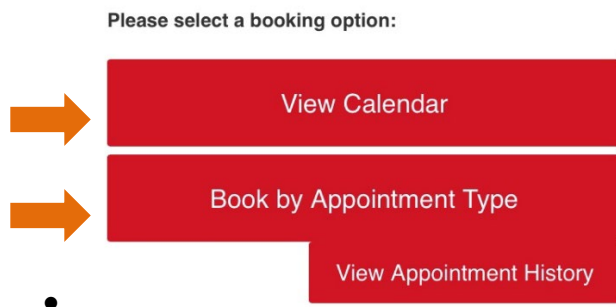 Please select a booking option:
View Calendar
Book by Appointment Type
View Appointment History